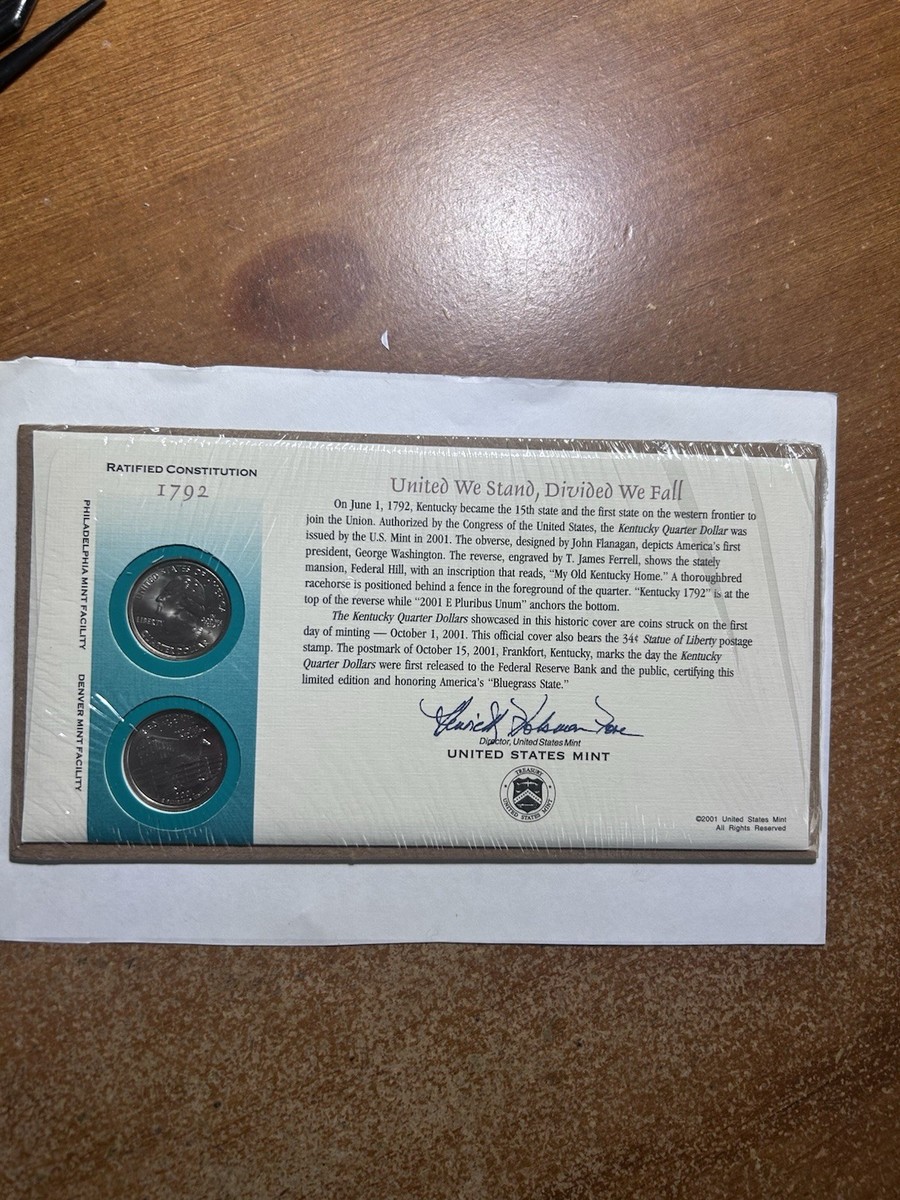 RATIFIED CONSTITUTION
1792
PHILADELPHIA MINT FACILITY
DENVER MINT FACILITY
LIBERTY
QUARTER DOLLAR
2001
United We Stand, Divided We Fall
On June 1, 1792, Kentucky became the 15th state and the first state on the western frontier to
join the Union. Authorized by the Congress of the United States, the Kentucky Quarter Dollar was
issued by the U.S. Mint in 2001. The obverse, designed by John Flanagan, depicts America's first
president, George Washington. The reverse, engraved by T. James Ferrell, shows the stately
mansion, Federal Hill, with an inscription that reads, "My Old Kentucky Home." A thoroughbred
racehorse is positioned behind a fence in the foreground of the quarter. "Kentucky 1792" is at the
top of the reverse while "2001 E Pluribus Unum" anchors the bottom.
The Kentucky Quarter Dollars showcased in this historic cover are coins struck on the first
day of minting — October 1, 2001. This official cover also bears the 34¢ Statue of Liberty postage
stamp. The postmark of October 15, 2001, Frankfort, Kentucky, marks the day the Kentucky
Quarter Dollars were first released to the Federal Reserve Bank and the public, certifying this
limited edition and honoring America's "Bluegrass State."
Director, United States Mint
UNITED STATES MINT
TREASURY
UNITED STATES MINT
©2001 United States Mint
All Rights Reserved